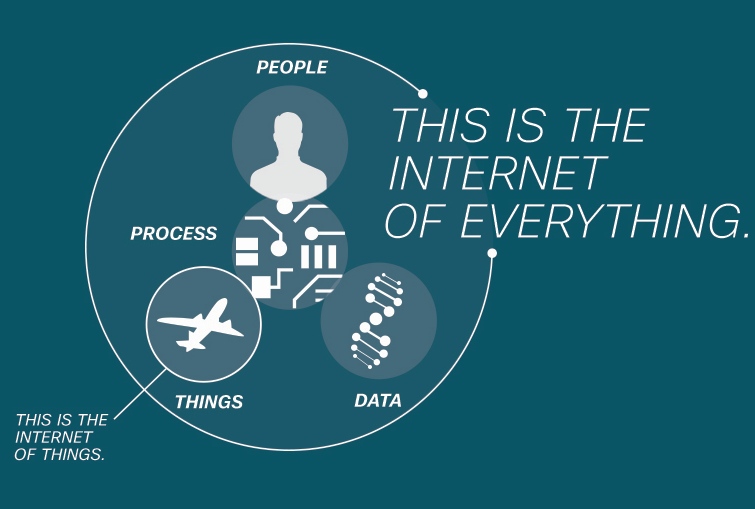 PEOPLE
THIS IS THE
INTERNET
OF EVERYTHING.
PROCESS
THINGS
DATA
THIS IS THE
INTERNET
OF THINGS.